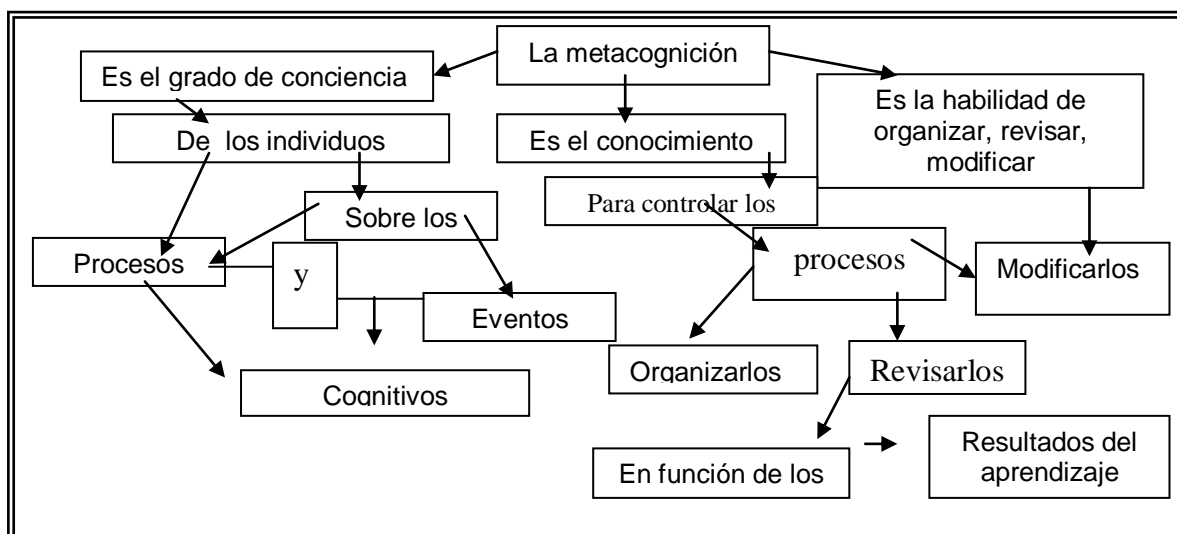 La metacognición
Es el grado de conciencia
Es la habilidad de
organizar, revisar,
modificar
De los individuos
Es el conocimiento
Para controlar los
Sobre los
Procesos
y
procesos
Modificarlos
Eventos
Organizarlos
Revisarlos
Cognitivos
En función de los
Resultados del
aprendizaje